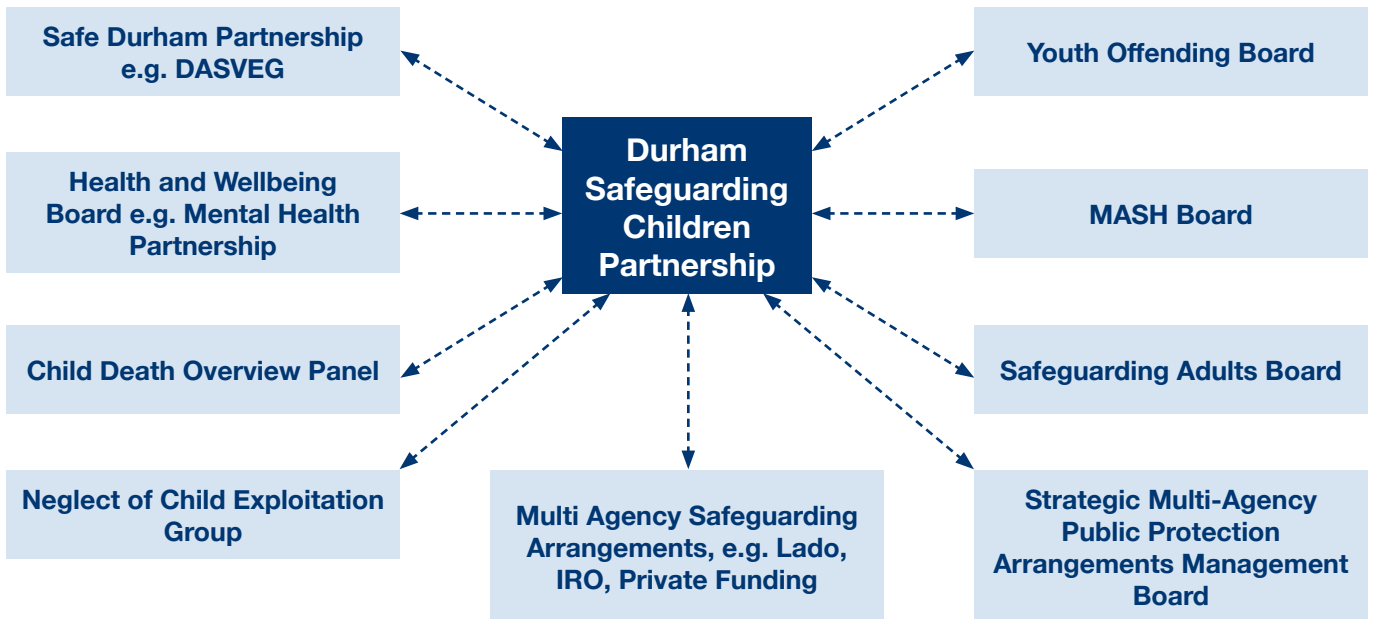 Safe Durham Partnership
e.g. DASVEG
Youth Offending Board
Durham
Safeguarding
Children
Partnership
Health and Wellbeing
Board e.g. Mental Health
Partnership
MASH Board
Child Death Overview Panel
Safeguarding Adults Board
Neglect of Child Exploitation
Group
Multi Agency Safeguarding
Arrangements, e.g. Lado,
IRO, Private Funding
Strategic Multi-Agency
Public Protection
Arrangements Management
Board